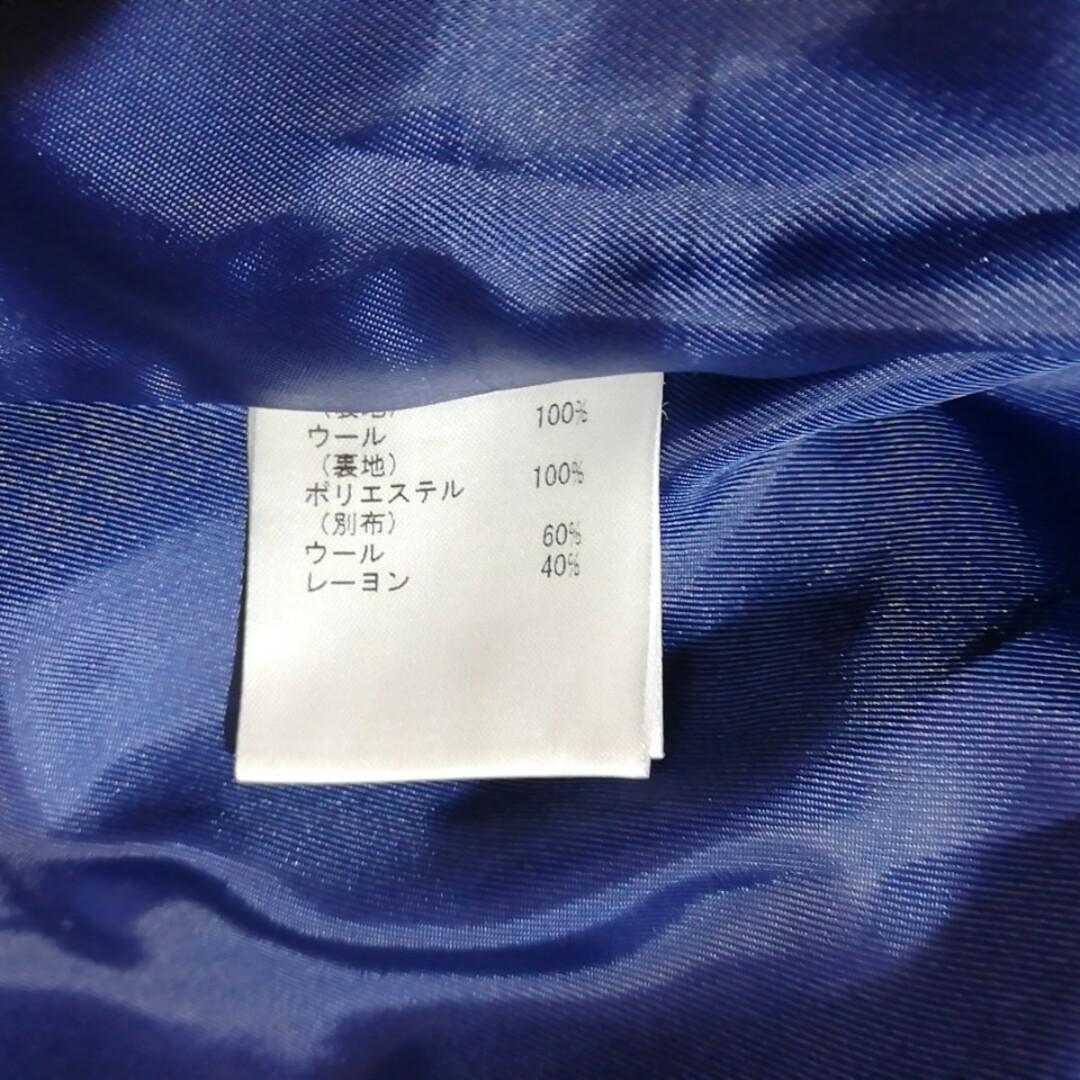 ウール 100%
（裏地）
ポリエステル 100%
（別布）
ウール 60%
レーヨン 40%